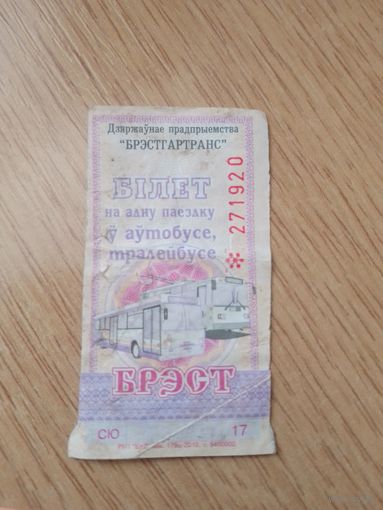 Дзяржаўнае прадпрыемства
"БРЭСТГАРТРАНС"
БІЛЕТ
на адну паездку
ў аўтобусе,
тралейбусе
* 271920
БРЭСТ
СЮ 17